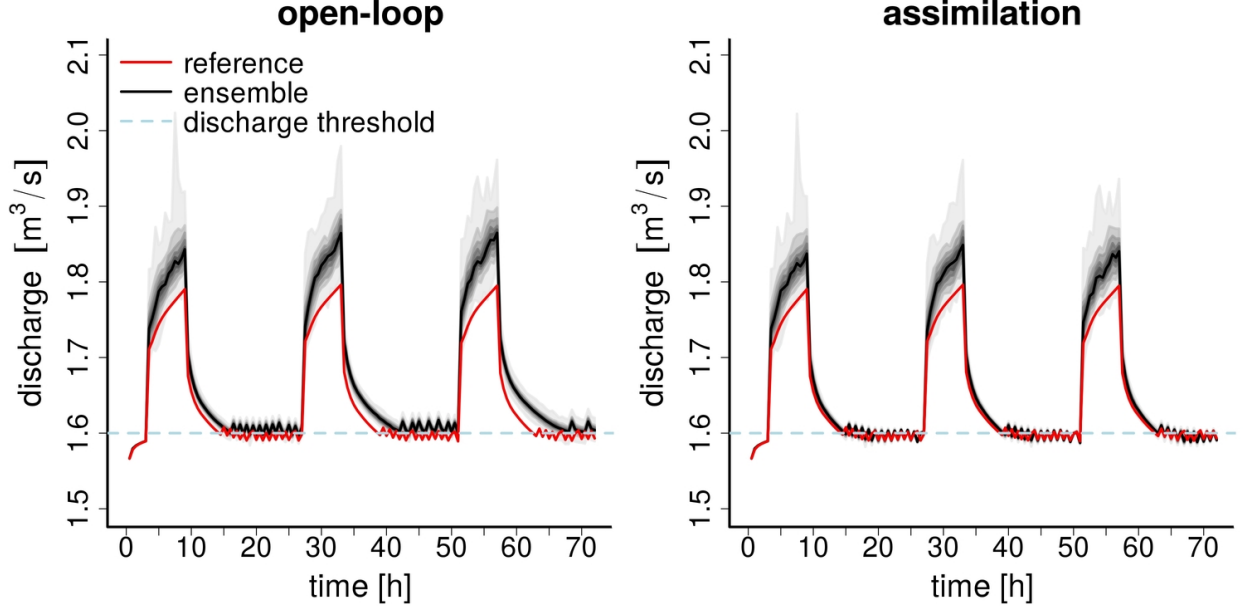 open-loop
reference
ensemble
discharge threshold
discharge [m³/s]
2.1
2.0
1.9
1.8
1.7
1.6
1.5
0 10 20 30 40 50 60 70
time [h]
assimilation
discharge [m³/s]
2.1
2.0
1.9
1.8
1.7
1.6
1.5
0 10 20 30 40 50 60 70
time [h]